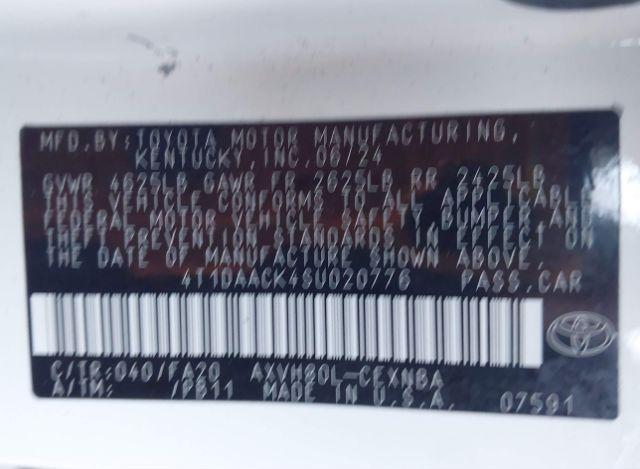 MFD.BY:TOYOTA MOTOR MANUFACTURING,
KENTUCKY,INC.06/24
GVWR 4625LB GAWR FR 2625LB RR 2425LB
THIS VEHICLE CONFORMS TO ALL APPLICABLE
FEDERAL MOTOR VEHICLE SAFETY BUMPER,AND
THEFT PREVENTION STANDARDS IN EFFECT ON
THE DATE OF MANUFACTURE SHOWN ABOVE.
4T1DAACK4SU020776 PASS.CAR
C/TR:040/FA20 AXVH80L-CEXNBA
A/TM: /PB11 MADE IN U.S.A. 07591